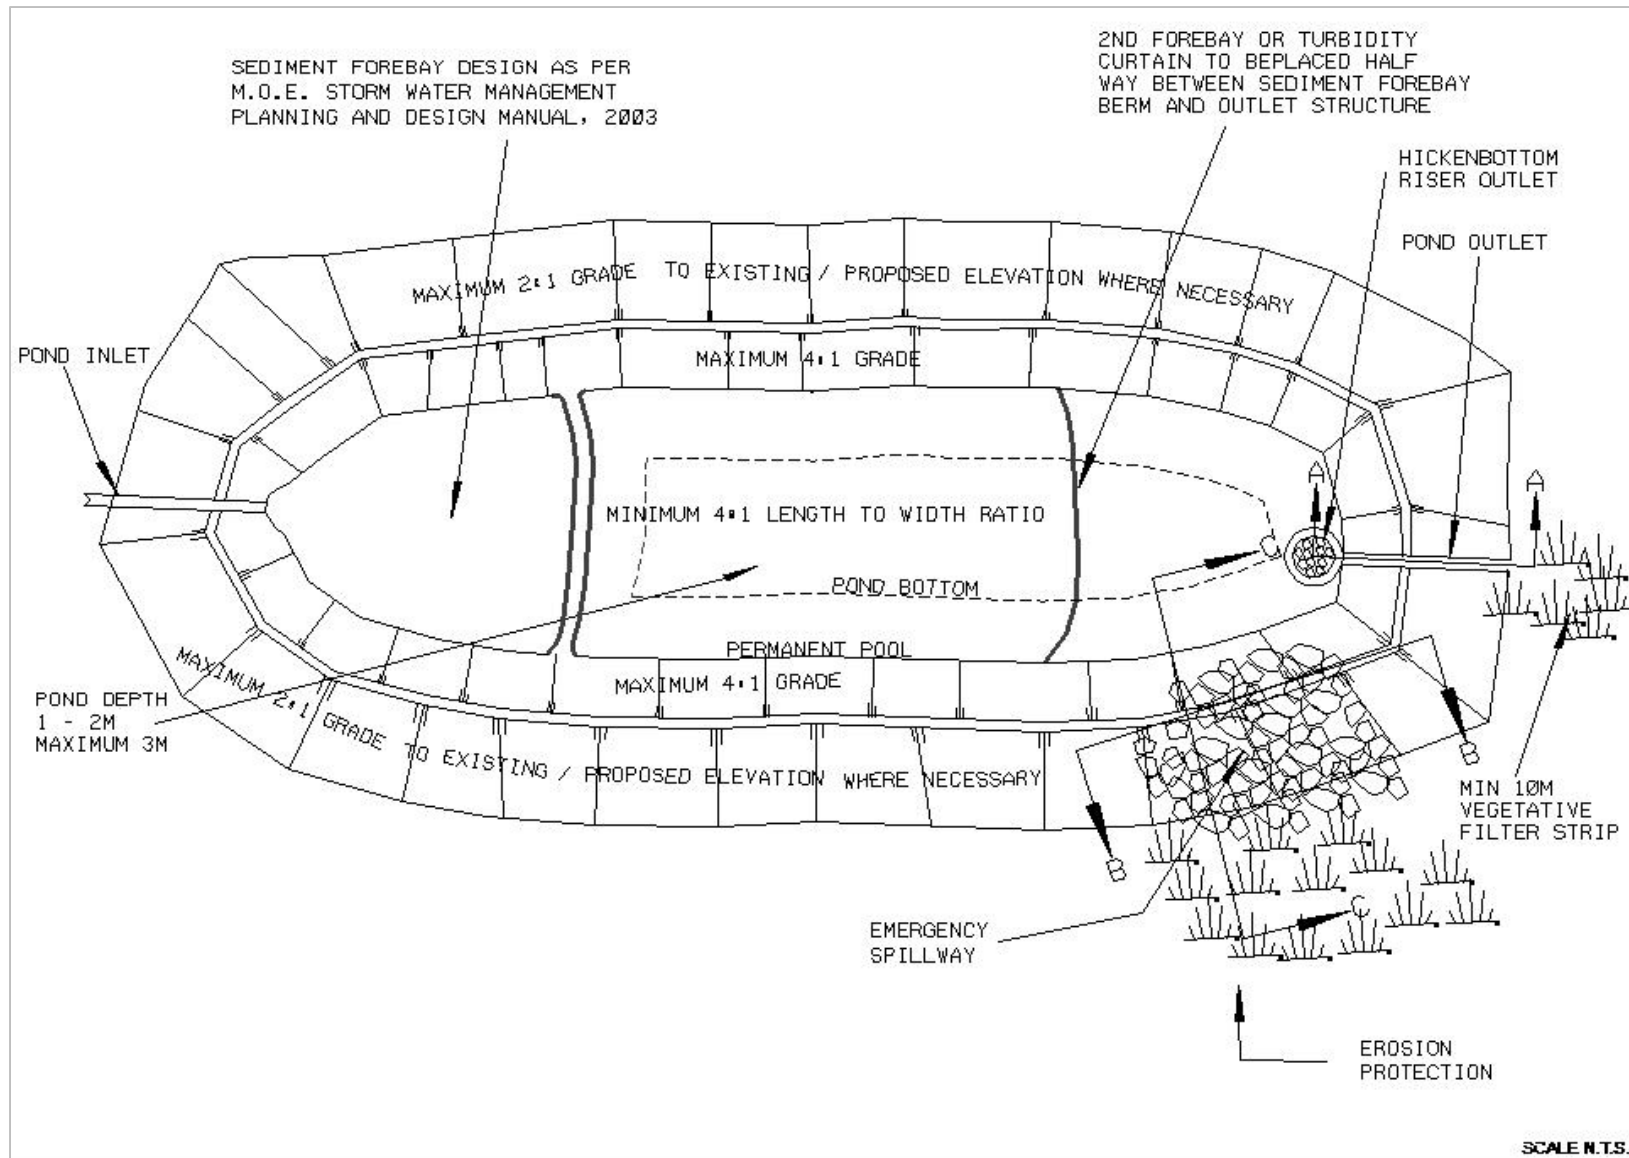 SEDIMENT FOREBAY DESIGN AS PER
M.O.E. STORM WATER MANAGEMENT
PLANNING AND DESIGN MANUAL, 2003
2ND FOREBAY OR TURBIDITY
CURTAIN TO BEPLACED HALF
WAY BETWEEN SEDIMENT FOREBAY
BERM AND OUTLET STRUCTURE
HICKENBOTTOM
RISER OUTLET
POND OUTLET
MAXIMUM 2:1 GRADE TO EXISTING / PROPOSED ELEVATION WHERE NECESSARY
POND INLET
MAXIMUM 4:1 GRADE
A
A
MINIMUM 4:1 LENGTH TO WIDTH RATIO
C
POND BOTTOM
PERMANENT POOL
MAXIMUM 4:1 GRADE
MAXIMUM 2:1 GRADE TO EXISTING / PROPOSED ELEVATION WHERE NECESSARY
POND DEPTH
1 - 2M
MAXIMUM 3M
B
B
MIN 10M
VEGETATIVE
FILTER STRIP
C
EMERGENCY
SPILLWAY
EROSION
PROTECTION
SCALE N.T.S.